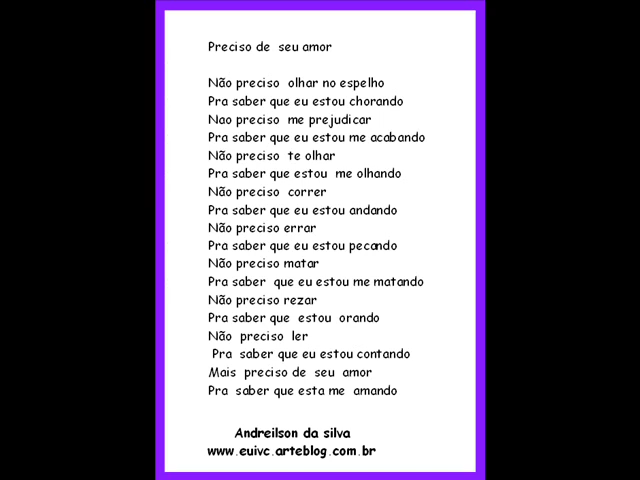 Preciso de seu amor
Não preciso olhar no espelho
Pra saber que eu estou chorando
Nao preciso me prejudicar
Pra saber que eu estou me acabando
Não preciso te olhar
Pra saber que estou me olhando
Não preciso correr
Pra saber que eu estou andando
Não preciso errar
Pra saber que eu estou pecando
Não preciso matar
Pra saber que eu estou me matando
Não preciso rezar
Pra saber que estou orando
Não preciso ler
Pra saber que eu estou contando
Mais preciso de seu amor
Pra saber que esta me amando
Andreilson da silva
www.euivc.arteblog.com.br